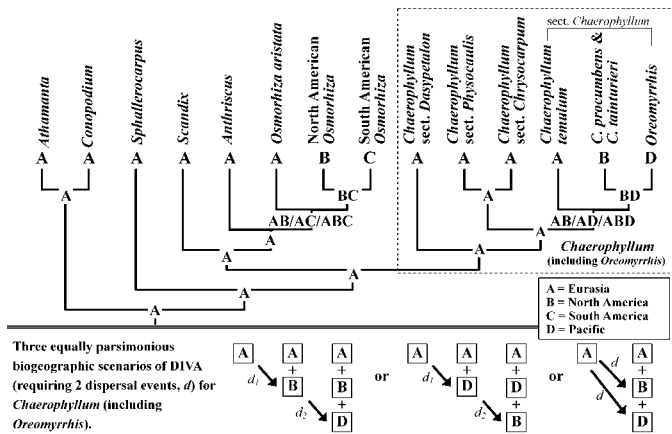 sect. Chaerophyllum
Athamanta
Conopodium
Sphallerocarpus
Scandix
Anthriscus
Osmorhiza aristata
North American
Osmorhiza
South American
Osmorhiza
Chaerophyllum
sect. Dasypetalon
Chaerophyllum
sect. Physocaulis
Chaerophyllum
sect. Chrysocarpum
Chaerophyllum
temulum
C. procumbens &
C. tainturieri
Oreomyrrhis
A A A A A A B C A A A A B D
A BC A BD
AB/AC/ABC AB/AD/ABD
A A A
A A
A
A
A
Chaerophyllum
(including Oreomyrrhis)
A = Eurasia
B = North America
C = South America
D = Pacific
Three equally parsimonious
biogeographic scenarios of DIVA
(requiring 2 dispersal events, d) for
Chaerophyllum (including
Oreomyrrhis).
A d1 A + B d2 A + B + D
or
A d1 A + D d2 A + D + B
or
A d d A + B + D